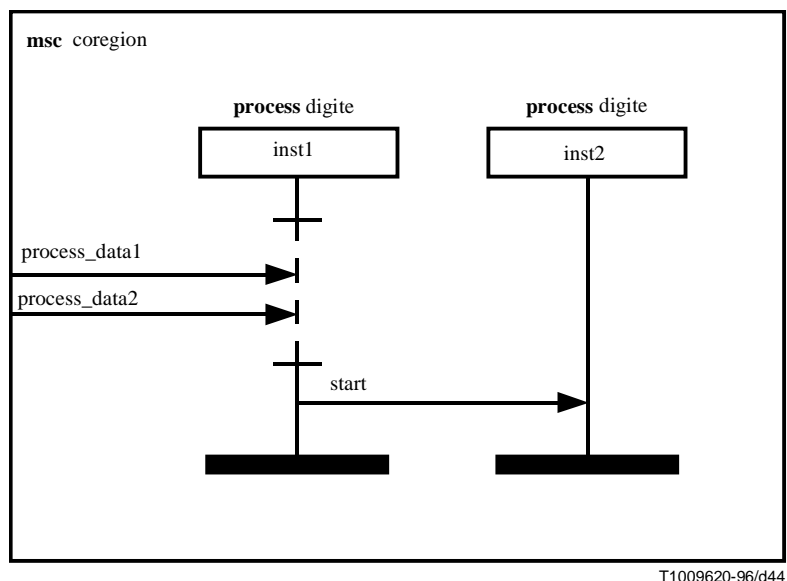 msc coregion
process digite
process digite
inst1
inst2
process_data1
process_data2
start
T1009620-96/d44